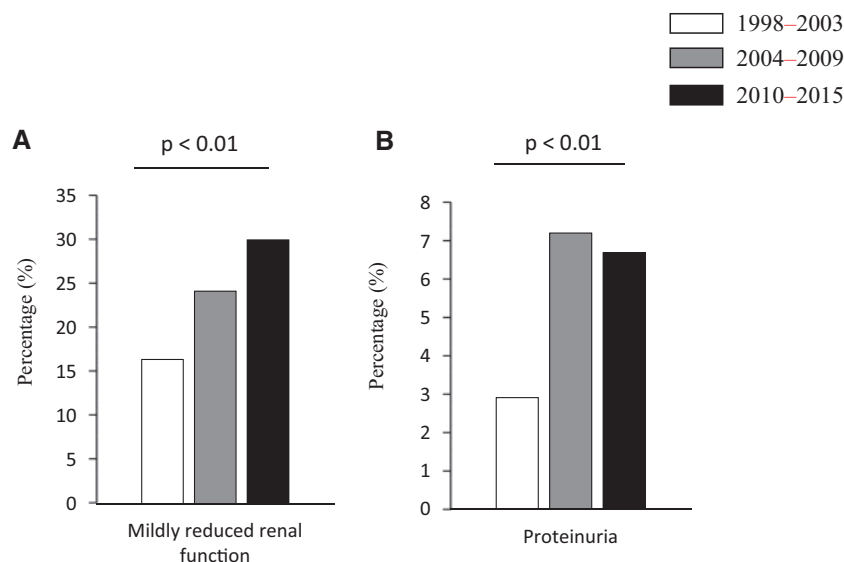 1998–2003
2004–2009
2010–2015
A
p < 0.01
Percentage (%)
35
30
25
20
15
10
5
0
Mildly reduced renal
function
B
p < 0.01
Percentage (%)
8
7
6
5
4
3
2
1
0
Proteinuria